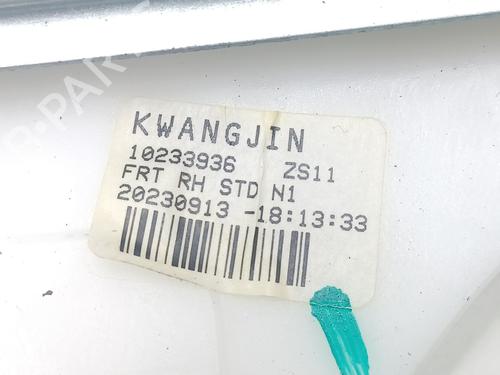 KWANGJIN
10233936 ZS11
FRT RH STD N1
20230913 -18:13:33